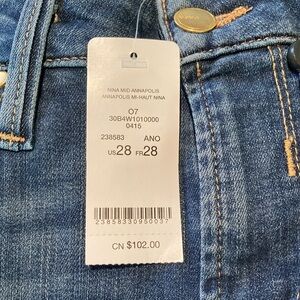 NINA MID ANNAPOLIS
ANNAPOLIS MI-HAUT NINA
O7
30B4W1010000
0415
238583 ANO
US 28 FR 28
23858330950037
CN $102.00